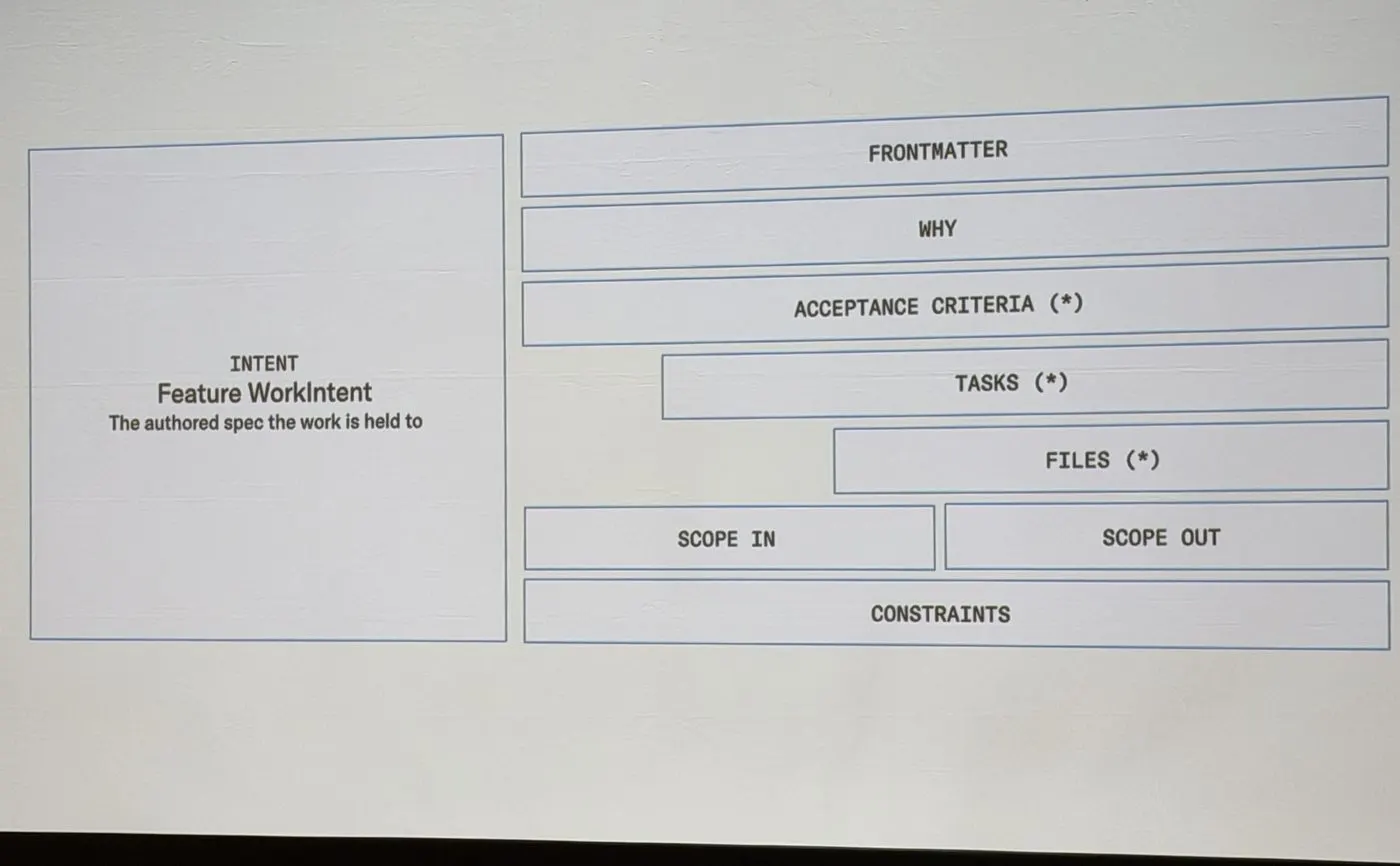 INTENT
Feature WorkIntent
The authored spec the work is held to
FRONTMATTER
WHY
ACCEPTANCE CRITERIA (*)
TASKS (*)
FILES (*)
SCOPE IN
SCOPE OUT
CONSTRAINTS